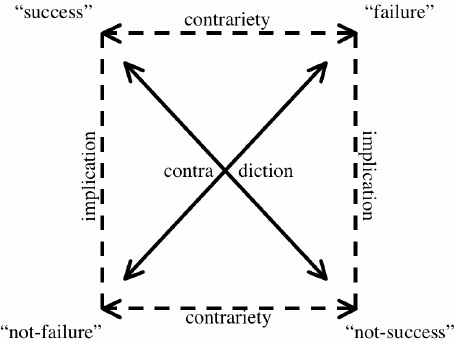 “success”
contrariety
“failure”
implication
contra diction
implication
“not-failure”
contrariety
“not-success”